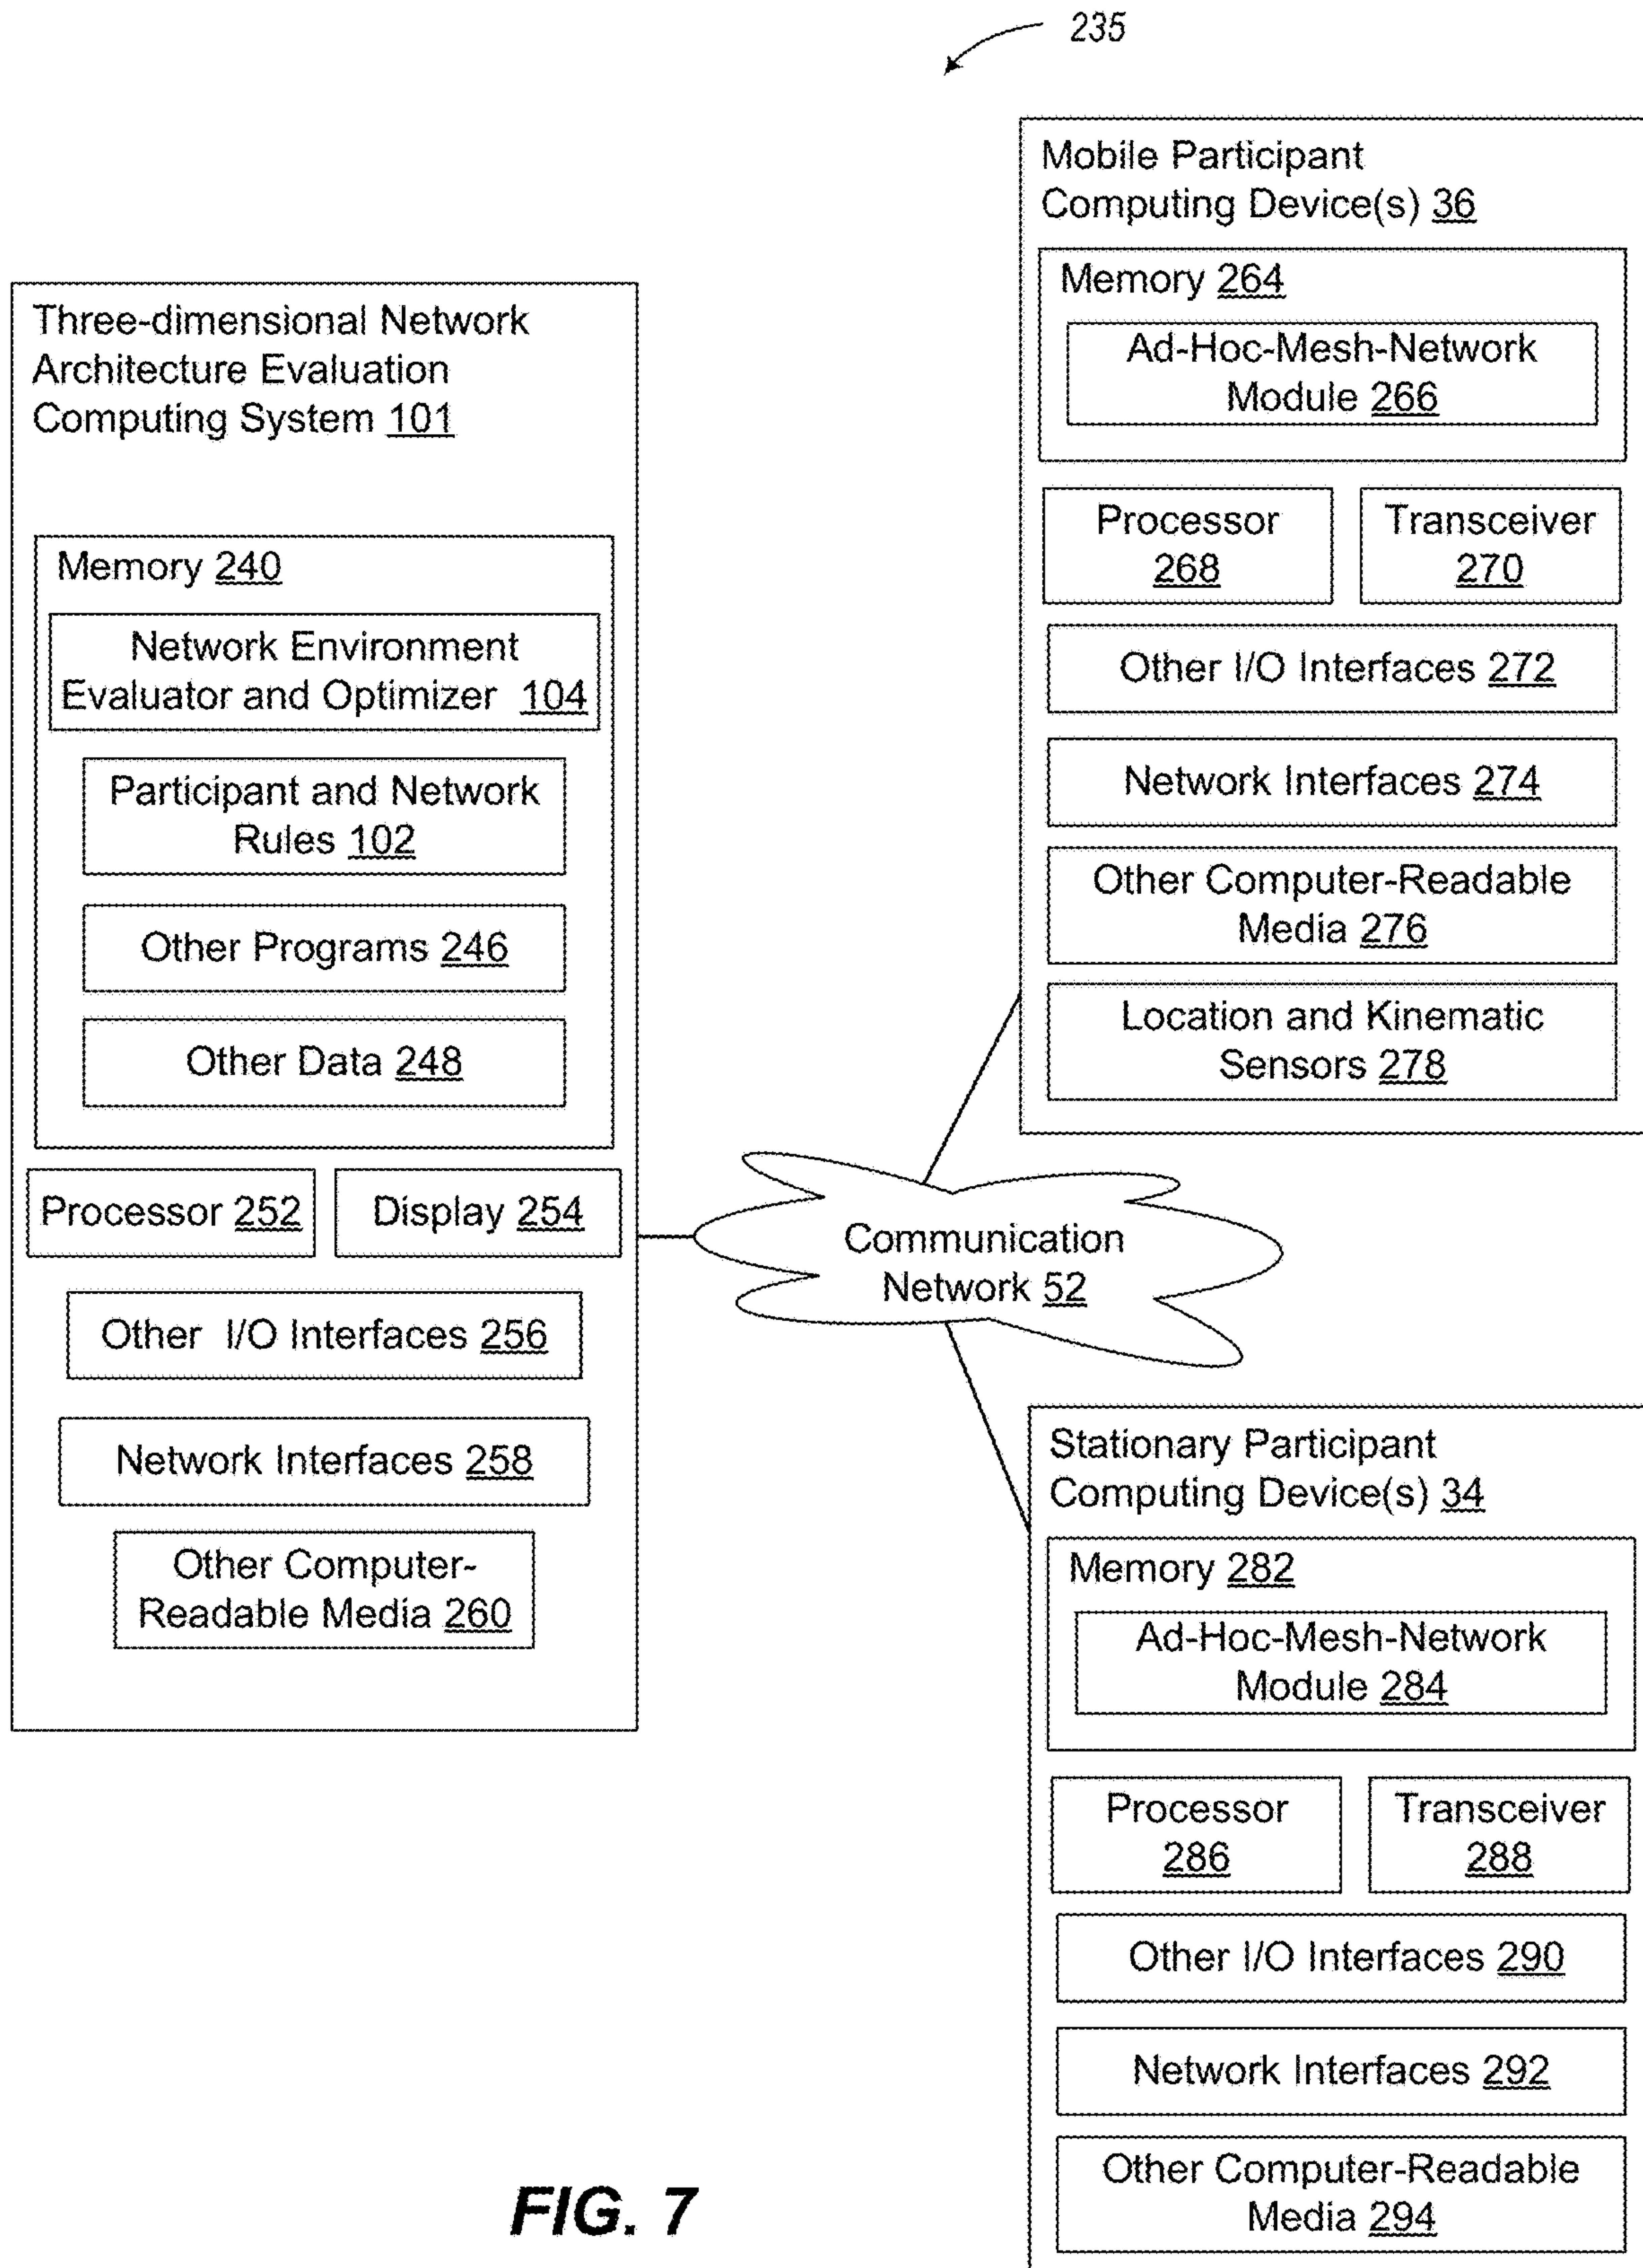 235
Three-dimensional Network
Architecture Evaluation
Computing System 101
Memory 240
Network Environment
Evaluator and Optimizer 104
Participant and Network
Rules 102
Other Programs 246
Other Data 248
Processor 252
Display 254
Other I/O Interfaces 256
Network Interfaces 258
Other Computer-
Readable Media 260
Communication
Network 52
Mobile Participant
Computing Device(s) 36
Memory 264
Ad-Hoc-Mesh-Network
Module 266
Processor
268
Transceiver
270
Other I/O Interfaces 272
Network Interfaces 274
Other Computer-Readable
Media 276
Location and Kinematic
Sensors 278
Stationary Participant
Computing Device(s) 34
Memory 282
Ad-Hoc-Mesh-Network
Module 284
Processor
286
Transceiver
288
Other I/O Interfaces 290
Network Interfaces 292
Other Computer-Readable
Media 294
FIG. 7